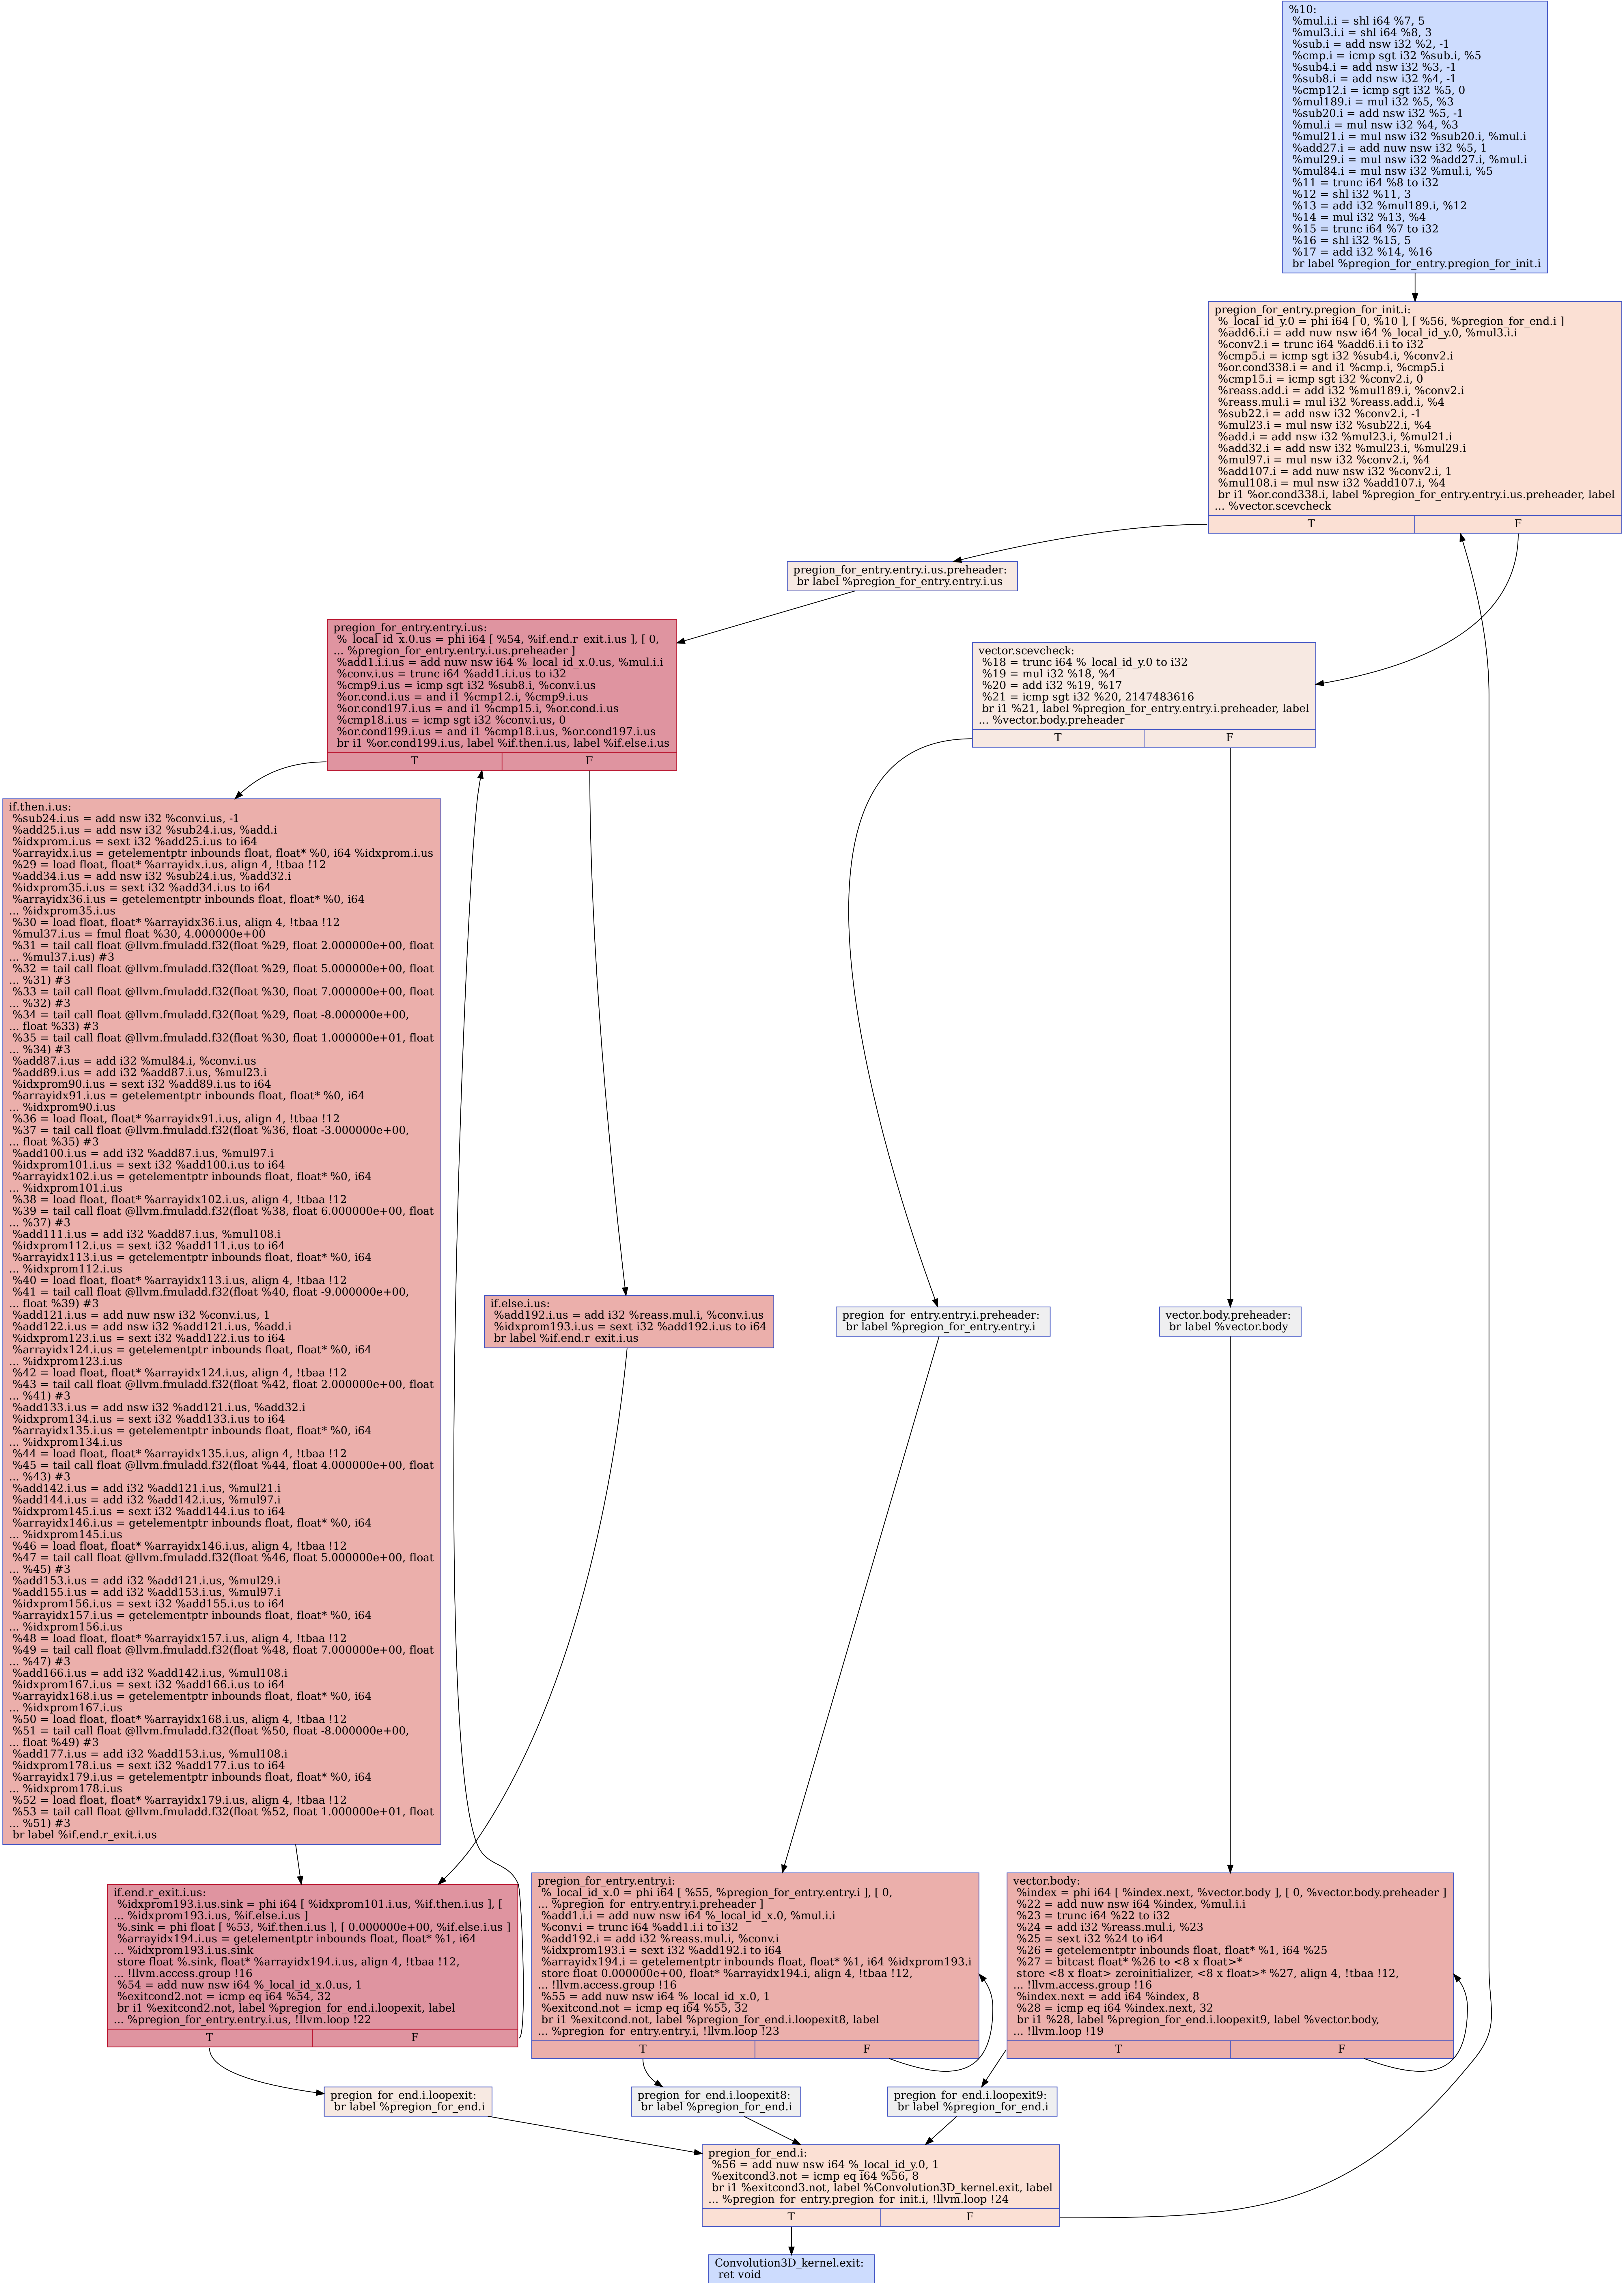 %10:
%mul.i.i = shl i64 %7, 5
%mul3.i.i = shl i64 %8, 3
%sub.i = add nsw i32 %2, -1
%cmp.i = icmp sgt i32 %sub.i, %5
%sub4.i = add nsw i32 %3, -1
%sub8.i = add nsw i32 %4, -1
%cmp12.i = icmp sgt i32 %5, 0
%mul189.i = mul i32 %5, %3
%sub20.i = add nsw i32 %5, -1
%mul.i = mul nsw i32 %4, %3
%mul21.i = mul nsw i32 %sub20.i, %mul.i
%add27.i = add nuw nsw i32 %5, 1
%mul29.i = mul nsw i32 %add27.i, %mul.i
%mul84.i = mul nsw i32 %mul.i, %5
%11 = trunc i64 %8 to i32
%12 = shl i32 %11, 3
%13 = add i32 %mul189.i, %12
%14 = mul i32 %13, %4
%15 = trunc i64 %7 to i32
%16 = shl i32 %15, 5
%17 = add i32 %14, %16
br label %pregion_for_entry.pregion_for_init.i
pregion_for_entry.pregion_for_init.i:
%_local_id_y.0 = phi i64 [ 0, %10 ], [ %56, %pregion_for_end.i ]
%add6.i.i = add nuw nsw i64 %_local_id_y.0, %mul3.i.i
%conv2.i = trunc i64 %add6.i.i to i32
%cmp5.i = icmp sgt i32 %sub4.i, %conv2.i
%or.cond338.i = and i1 %cmp.i, %cmp5.i
%cmp15.i = icmp sgt i32 %conv2.i, 0
%reass.add.i = add i32 %mul189.i, %conv2.i
%reass.mul.i = mul i32 %reass.add.i, %4
%sub22.i = add nsw i32 %conv2.i, -1
%mul23.i = mul nsw i32 %sub22.i, %4
%add.i = add nsw i32 %mul23.i, %mul21.i
%add32.i = add nsw i32 %mul23.i, %mul29.i
%mul97.i = mul nsw i32 %conv2.i, %4
%add107.i = add nuw nsw i32 %conv2.i, 1
%mul108.i = mul nsw i32 %add107.i, %4
br i1 %or.cond338.i, label %pregion_for_entry.entry.i.us.preheader, label
... %vector.scevcheck
T F
pregion_for_entry.entry.i.us.preheader:
br label %pregion_for_entry.entry.i.us
pregion_for_entry.entry.i.us:
%_local_id_x.0.us = phi i64 [ %54, %if.end.r_exit.i.us ], [ 0,
... %pregion_for_entry.entry.i.us.preheader ]
%add1.i.i.us = add nuw nsw i64 %_local_id_x.0.us, %mul.i.i
%conv.i.us = trunc i64 %add1.i.i.us to i32
%cmp9.i.us = icmp sgt i32 %sub8.i, %conv.i.us
%or.cond.i.us = and i1 %cmp12.i, %cmp9.i.us
%or.cond197.i.us = and i1 %cmp15.i, %or.cond.i.us
%cmp18.i.us = icmp sgt i32 %conv.i.us, 0
%or.cond199.i.us = and i1 %cmp18.i.us, %or.cond197.i.us
br i1 %or.cond199.i.us, label %if.then.i.us, label %if.else.i.us
T F
vector.scevcheck:
%18 = trunc i64 %_local_id_y.0 to i32
%19 = mul i32 %18, %4
%20 = add i32 %19, %17
%21 = icmp sgt i32 %20, 2147483616
br i1 %21, label %pregion_for_entry.entry.i.preheader, label
... %vector.body.preheader
T F
if.then.i.us:
%sub24.i.us = add nsw i32 %conv.i.us, -1
%add25.i.us = add nsw i32 %sub24.i.us, %add.i
%idxprom.i.us = sext i32 %add25.i.us to i64
%arrayidx.i.us = getelementptr inbounds float, float* %0, i64 %idxprom.i.us
%29 = load float, float* %arrayidx.i.us, align 4, !tbaa !12
%add34.i.us = add nsw i32 %sub24.i.us, %add32.i
%idxprom35.i.us = sext i32 %add34.i.us to i64
%arrayidx36.i.us = getelementptr inbounds float, float* %0, i64
... %idxprom35.i.us
%30 = load float, float* %arrayidx36.i.us, align 4, !tbaa !12
%mul37.i.us = fmul float %30, 4.000000e+00
%31 = tail call float @llvm.fmuladd.f32(float %29, float 2.000000e+00, float
... %mul37.i.us) #3
%32 = tail call float @llvm.fmuladd.f32(float %29, float 5.000000e+00, float
... %31) #3
%33 = tail call float @llvm.fmuladd.f32(float %30, float 7.000000e+00, float
... %32) #3
%34 = tail call float @llvm.fmuladd.f32(float %29, float -8.000000e+00,
... float %33) #3
%35 = tail call float @llvm.fmuladd.f32(float %30, float 1.000000e+01, float
... %34) #3
%add87.i.us = add i32 %mul84.i, %conv.i.us
%add89.i.us = add i32 %add87.i.us, %mul23.i
%idxprom90.i.us = sext i32 %add89.i.us to i64
%arrayidx91.i.us = getelementptr inbounds float, float* %0, i64
... %idxprom90.i.us
%36 = load float, float* %arrayidx91.i.us, align 4, !tbaa !12
%37 = tail call float @llvm.fmuladd.f32(float %36, float -3.000000e+00,
... float %35) #3
%add100.i.us = add i32 %add87.i.us, %mul97.i
%idxprom101.i.us = sext i32 %add100.i.us to i64
%arrayidx102.i.us = getelementptr inbounds float, float* %0, i64
... %idxprom101.i.us
%38 = load float, float* %arrayidx102.i.us, align 4, !tbaa !12
%39 = tail call float @llvm.fmuladd.f32(float %38, float 6.000000e+00, float
... %37) #3
%add111.i.us = add i32 %add87.i.us, %mul108.i
%idxprom112.i.us = sext i32 %add111.i.us to i64
%arrayidx113.i.us = getelementptr inbounds float, float* %0, i64
... %idxprom112.i.us
%40 = load float, float* %arrayidx113.i.us, align 4, !tbaa !12
%41 = tail call float @llvm.fmuladd.f32(float %40, float -9.000000e+00,
... float %39) #3
%add121.i.us = add nuw nsw i32 %conv.i.us, 1
%add122.i.us = add nsw i32 %add121.i.us, %add.i
%idxprom123.i.us = sext i32 %add122.i.us to i64
%arrayidx124.i.us = getelementptr inbounds float, float* %0, i64
... %idxprom123.i.us
%42 = load float, float* %arrayidx124.i.us, align 4, !tbaa !12
%43 = tail call float @llvm.fmuladd.f32(float %42, float 2.000000e+00, float
... %41) #3
%add133.i.us = add nsw i32 %add121.i.us, %add32.i
%idxprom134.i.us = sext i32 %add133.i.us to i64
%arrayidx135.i.us = getelementptr inbounds float, float* %0, i64
... %idxprom134.i.us
%44 = load float, float* %arrayidx135.i.us, align 4, !tbaa !12
%45 = tail call float @llvm.fmuladd.f32(float %44, float 4.000000e+00, float
... %43) #3
%add142.i.us = add i32 %add121.i.us, %mul21.i
%add144.i.us = add i32 %add142.i.us, %mul97.i
%idxprom145.i.us = sext i32 %add144.i.us to i64
%arrayidx146.i.us = getelementptr inbounds float, float* %0, i64
... %idxprom145.i.us
%46 = load float, float* %arrayidx146.i.us, align 4, !tbaa !12
%47 = tail call float @llvm.fmuladd.f32(float %46, float 5.000000e+00, float
... %45) #3
%add153.i.us = add i32 %add121.i.us, %mul29.i
%add155.i.us = add i32 %add153.i.us, %mul97.i
%idxprom156.i.us = sext i32 %add155.i.us to i64
%arrayidx157.i.us = getelementptr inbounds float, float* %0, i64
... %idxprom156.i.us
%48 = load float, float* %arrayidx157.i.us, align 4, !tbaa !12
%49 = tail call float @llvm.fmuladd.f32(float %48, float 7.000000e+00, float
... %47) #3
%add166.i.us = add i32 %add142.i.us, %mul108.i
%idxprom167.i.us = sext i32 %add166.i.us to i64
%arrayidx168.i.us = getelementptr inbounds float, float* %0, i64
... %idxprom167.i.us
%50 = load float, float* %arrayidx168.i.us, align 4, !tbaa !12
%51 = tail call float @llvm.fmuladd.f32(float %50, float -8.000000e+00,
... float %49) #3
%add177.i.us = add i32 %add153.i.us, %mul108.i
%idxprom178.i.us = sext i32 %add177.i.us to i64
%arrayidx179.i.us = getelementptr inbounds float, float* %0, i64
... %idxprom178.i.us
%52 = load float, float* %arrayidx179.i.us, align 4, !tbaa !12
%53 = tail call float @llvm.fmuladd.f32(float %52, float 1.000000e+01, float
... %51) #3
br label %if.end.r_exit.i.us
if.else.i.us:
%add192.i.us = add i32 %reass.mul.i, %conv.i.us
%idxprom193.i.us = sext i32 %add192.i.us to i64
br label %if.end.r_exit.i.us
pregion_for_entry.entry.i.preheader:
br label %pregion_for_entry.entry.i
vector.body.preheader:
br label %vector.body
if.end.r_exit.i.us:
%idxprom193.i.us.sink = phi i64 [ %idxprom101.i.us, %if.then.i.us ], [
... %idxprom193.i.us, %if.else.i.us ]
%.sink = phi float [ %53, %if.then.i.us ], [ 0.000000e+00, %if.else.i.us ]
%arrayidx194.i.us = getelementptr inbounds float, float* %1, i64
... %idxprom193.i.us.sink
store float %.sink, float* %arrayidx194.i.us, align 4, !tbaa !12,
... !llvm.access.group !16
%54 = add nuw nsw i64 %_local_id_x.0.us, 1
%exitcond2.not = icmp eq i64 %54, 32
br i1 %exitcond2.not, label %pregion_for_end.i.loopexit, label
... %pregion_for_entry.entry.i.us, !llvm.loop !22
T F
pregion_for_entry.entry.i:
%_local_id_x.0 = phi i64 [ %55, %pregion_for_entry.entry.i ], [ 0,
... %pregion_for_entry.entry.i.preheader ]
%add1.i.i = add nuw nsw i64 %_local_id_x.0, %mul.i.i
%conv.i = trunc i64 %add1.i.i to i32
%add192.i = add i32 %reass.mul.i, %conv.i
%idxprom193.i = sext i32 %add192.i to i64
%arrayidx194.i = getelementptr inbounds float, float* %1, i64 %idxprom193.i
store float 0.000000e+00, float* %arrayidx194.i, align 4, !tbaa !12,
... !llvm.access.group !16
%55 = add nuw nsw i64 %_local_id_x.0, 1
%exitcond.not = icmp eq i64 %55, 32
br i1 %exitcond.not, label %pregion_for_end.i.loopexit8, label
... %pregion_for_entry.entry.i, !llvm.loop !23
T F
vector.body:
%index = phi i64 [ %index.next, %vector.body ], [ 0, %vector.body.preheader ]
%22 = add nuw nsw i64 %index, %mul.i.i
%23 = trunc i64 %22 to i32
%24 = add i32 %reass.mul.i, %23
%25 = sext i32 %24 to i64
%26 = getelementptr inbounds float, float* %1, i64 %25
%27 = bitcast float* %26 to <8 x float>*
store <8 x float> zeroinitializer, <8 x float>* %27, align 4, !tbaa !12,
... !llvm.access.group !16
%index.next = add i64 %index, 8
%28 = icmp eq i64 %index.next, 32
br i1 %28, label %pregion_for_end.i.loopexit9, label %vector.body,
... !llvm.loop !19
T F
pregion_for_end.i.loopexit:
br label %pregion_for_end.i
pregion_for_end.i.loopexit8:
br label %pregion_for_end.i
pregion_for_end.i.loopexit9:
br label %pregion_for_end.i
pregion_for_end.i:
%56 = add nuw nsw i64 %_local_id_y.0, 1
%exitcond3.not = icmp eq i64 %56, 8
br i1 %exitcond3.not, label %Convolution3D_kernel.exit, label
... %pregion_for_entry.pregion_for_init.i, !llvm.loop !24
T F
Convolution3D_kernel.exit:
ret void